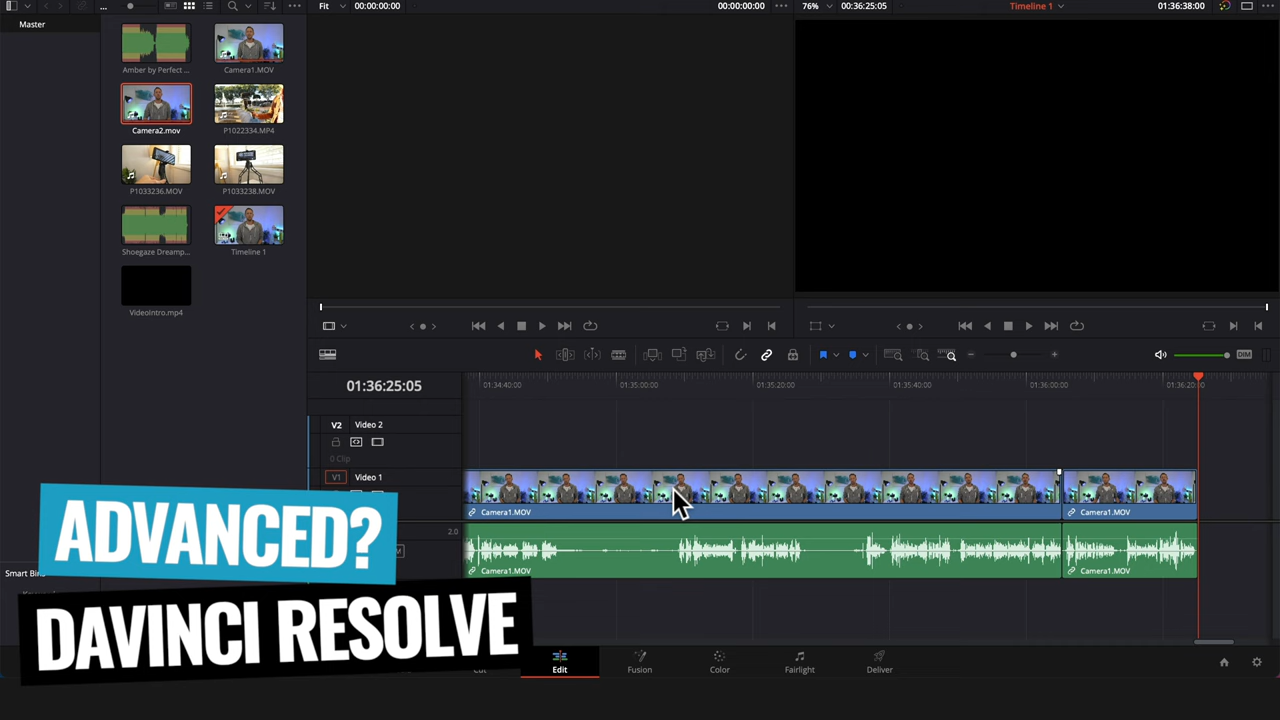 Fit
00:00:00:00
00:00:00:00
76%
00:36:25:05
Timeline 1
01:36:38:00
Master
Amber by Perfect ...
Camera1.MOV
Camera2.mov
P1022334.MP4
P1033236.MOV
P1033238.MOV
Shoegaze Dreamp...
Timeline 1
VideoIntro.mp4
DIM
01:36:25:05
01:34:40:00
01:35:00:00
01:35:20:00
01:35:40:00
01:36:00:00
01:36:20:00
V2
Video 2
0 Clip
V1
Video 1
Camera1.MOV
Camera1.MOV
2.0
M
Camera1.MOV
Camera1.MOV
Smart Bins
ADVANCED?
DAVINCI RESOLVE
Cut
Edit
Fusion
Color
Fairlight
Deliver